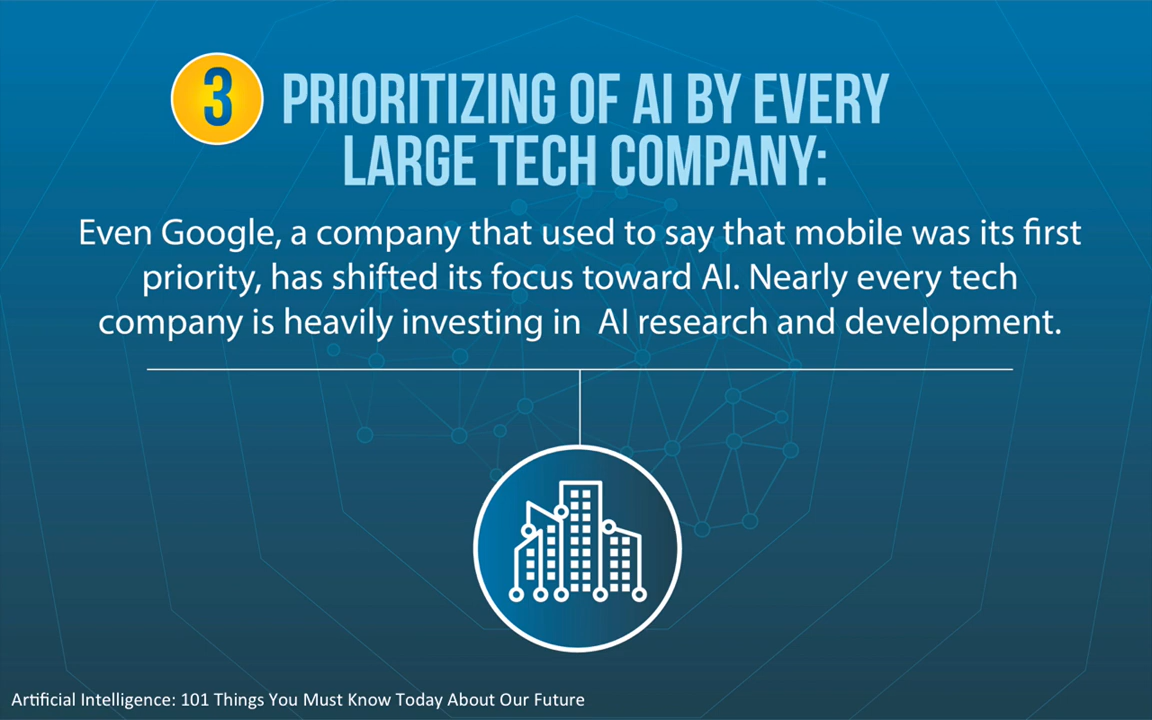 3
PRIORITIZING OF AI BY EVERY
LARGE TECH COMPANY:
Even Google, a company that used to say that mobile was its first
priority, has shifted its focus toward AI. Nearly every tech
company is heavily investing in  AI research and development.
Artificial Intelligence: 101 Things You Must Know Today About Our Future